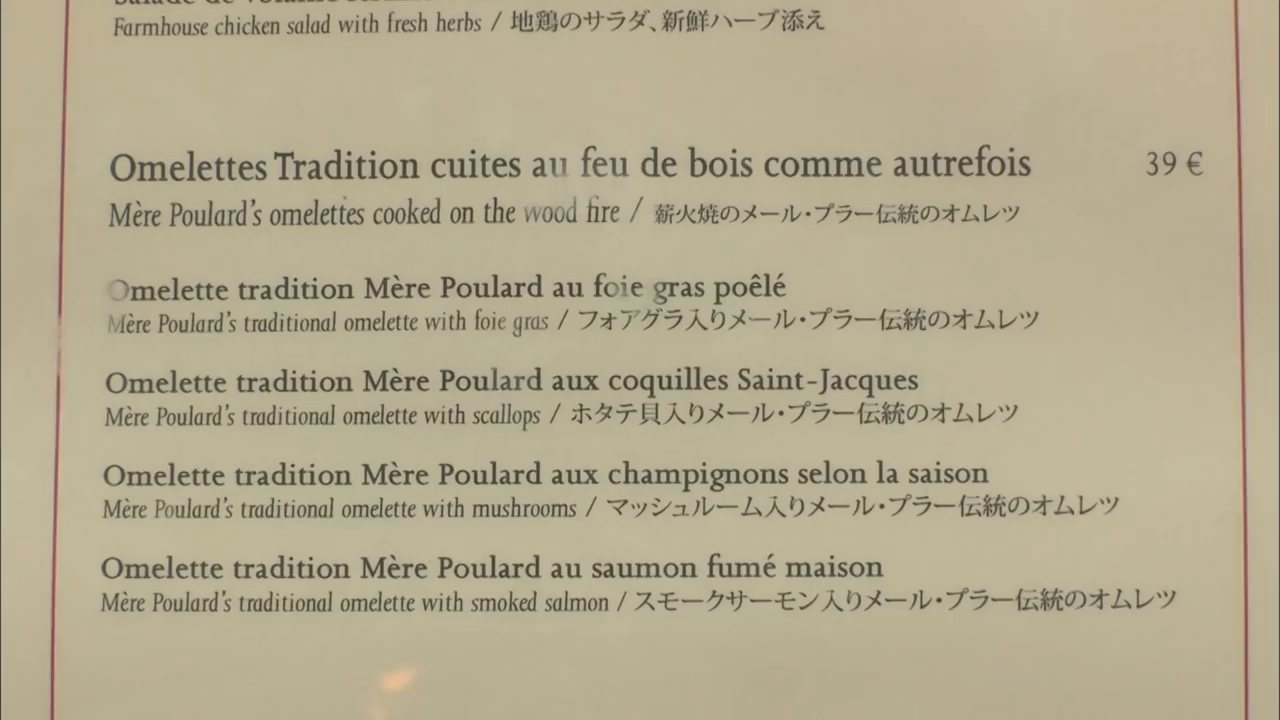 Farmhouse chicken salad with fresh herbs / 地鶏のサラダ、新鮮ハーブ添え
Omelettes Tradition cuites au feu de bois comme autrefois 39 €
Mère Poulard's omelettes cooked on the wood fire / 薪火焼のメール・プラー伝統のオムレツ
Omelette tradition Mère Poulard au foie gras poêlé
Mère Poulard's traditional omelette with foie gras / フォアグラ入りメール・プラー伝統のオムレツ
Omelette tradition Mère Poulard aux coquilles Saint-Jacques
Mère Poulard's traditional omelette with scallops / ホタテ貝入りメール・プラー伝統のオムレツ
Omelette tradition Mère Poulard aux champignons selon la saison
Mère Poulard's traditional omelette with mushrooms / マッシュルーム入りメール・プラー伝統のオムレツ
Omelette tradition Mère Poulard au saumon fumé maison
Mère Poulard's traditional omelette with smoked salmon / スモークサーモン入りメール・プラー伝統のオムレツ